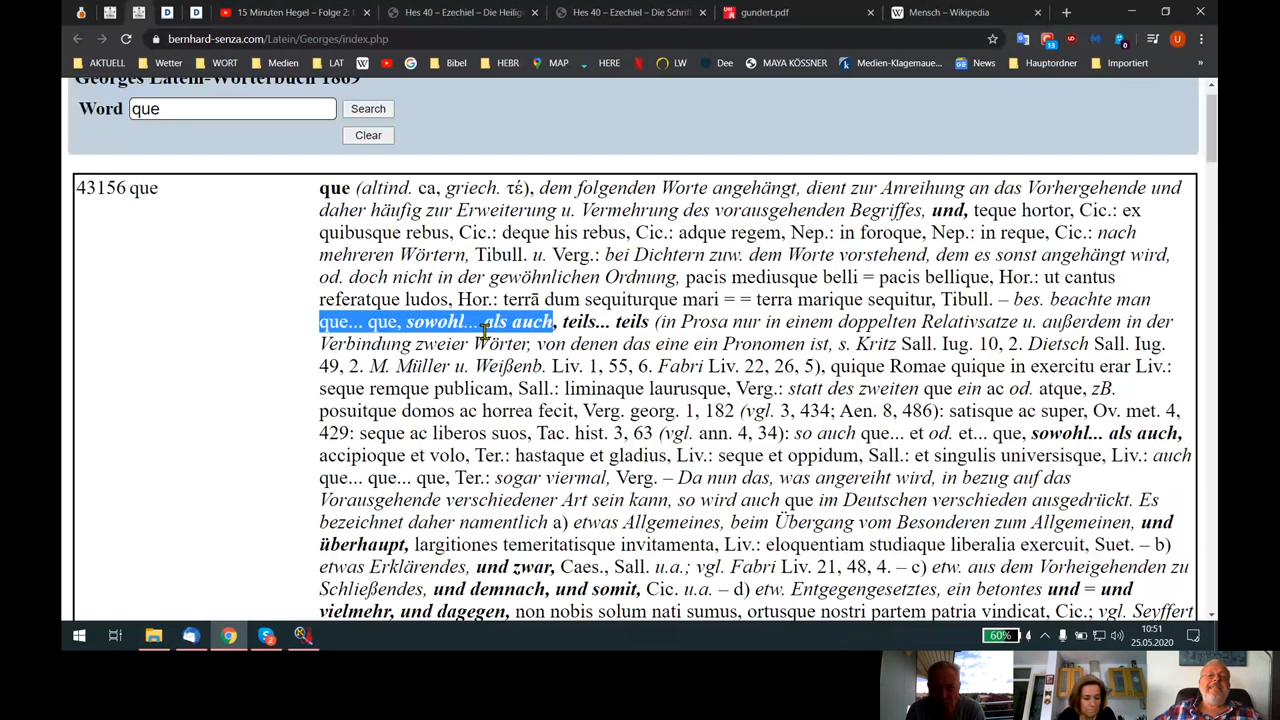 15 Minuten Hegel – Folge 2:
Hes 40 – Ezechiel – Die Heilig
Hes 40 – Ezechiel – Die Schrif
gundert.pdf
Mensch – Wikipedia
bernhard-senza.com/Latein/Georges/index.php
AKTUELL Wetter WORT Medien LAT Bibel HEBR MAP HERE LW Dee MAYA KÖSSNER Medien-Klagemaue... News Hauptordner Importiert
Georges Latein-Wörterbuch 1869
Word que Search
Clear
43156 que
que (altind. ca, griech. τέ), dem folgenden Worte angehängt, dient zur Anreihung an das Vorhergehende und
daher häufig zur Erweiterung u. Vermehrung des vorausgehenden Begriffes, und, teque hortor, Cic.: ex
quibusque rebus, Cic.: deque his rebus, Cic.: adque regem, Nep.: in foroque, Nep.: in reque, Cic.: nach
mehreren Wörtern, Tibull. u. Verg.: bei Dichtern zuw. dem Worte vorstehend, dem es sonst angehängt wird,
od. doch nicht in der gewöhnlichen Ordnung, pacis mediusque belli = pacis bellique, Hor.: ut cantus
referatque ludos, Hor.: terrā dum sequiturque mari = = terra marique sequitur, Tibull. – bes. beachte man
que... que, sowohl... als auch, teils... teils (in Prosa nur in einem doppelten Relativsatze u. außerdem in der
Verbindung zweier Wörter, von denen das eine ein Pronomen ist, s. Kritz Sall. Iug. 10, 2. Dietsch Sall. Iug.
49, 2. M. Müller u. Weißenb. Liv. 1, 55, 6. Fabri Liv. 22, 26, 5), quique Romae quique in exercitu erar Liv.:
seque remque publicam, Sall.: liminaque laurusque, Verg.: statt des zweiten que ein ac od. atque, zB.
posuitque domos ac horrea fecit, Verg. georg. 1, 182 (vgl. 3, 434; Aen. 8, 486): satisque ac super, Ov. met. 4,
429: seque ac liberos suos, Tac. hist. 3, 63 (vgl. ann. 4, 34): so auch que... et od. et... que, sowohl... als auch,
accipioque et volo, Ter.: hastaque et gladius, Liv.: seque et oppidum, Sall.: et singulis universisque, Liv.: auch
que... que... que, Ter.: sogar viermal, Verg. – Da nun das, was angereiht wird, in bezug auf das
Vorausgehende verschiedener Art sein kann, so wird auch que im Deutschen verschieden ausgedrückt. Es
bezeichnet daher namentlich a) etwas Allgemeines, beim Übergang vom Besonderen zum Allgemeinen, und
überhaupt, largitiones temeritatisque invitamenta, Liv.: eloquentiam studiaque liberalia exercuit, Suet. – b)
etwas Erklärendes, und zwar, Caes., Sall. u.a.; vgl. Fabri Liv. 21, 48, 4. – c) etw. aus dem Vorheigehenden zu
Schließendes, und demnach, und somit, Cic. u.a. – d) etw. Entgegengesetztes, ein betontes und = und
vielmehr, und dagegen, non nobis solum nati sumus, ortusque nostri partem patria vindicat, Cic.; vgl. Seyffert
60%
10:51
25.05.2020